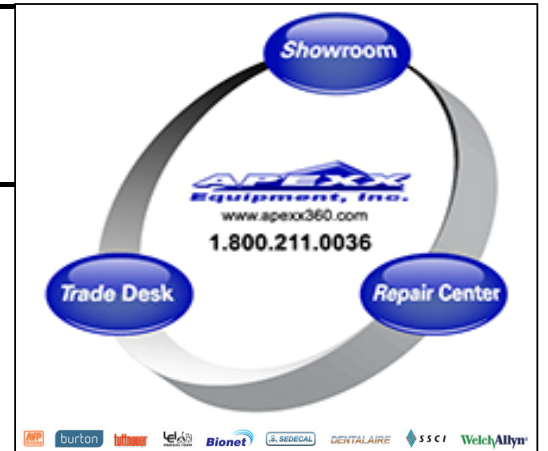 Showroom
APEXX
Equipment, Inc.
www.apexx360.com
1.800.211.0036
Trade Desk
Repair Center
burton
tuttnauer
Bionet
SEDECAL
DENTALAIRE
SSCI
WelchAllyn